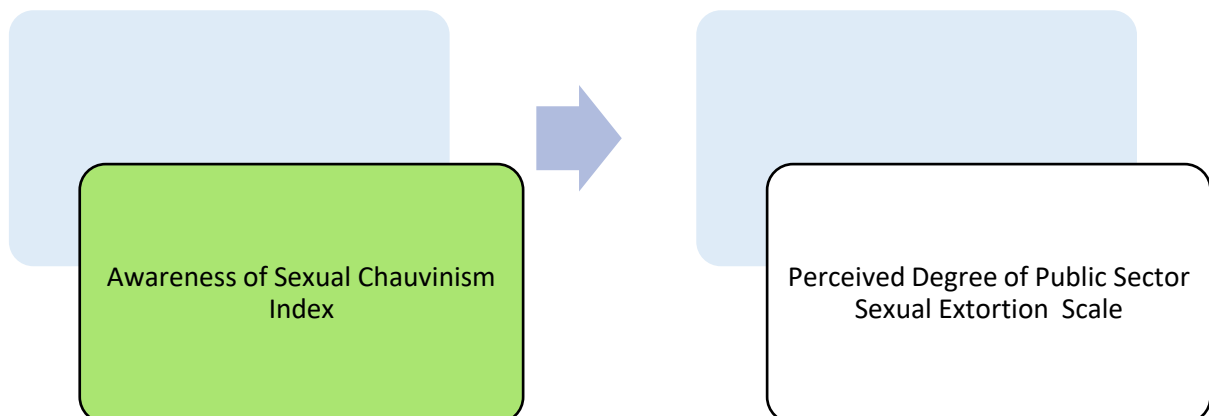 Awareness of Sexual Chauvinism
Index
Perceived Degree of Public Sector
Sexual Extortion  Scale